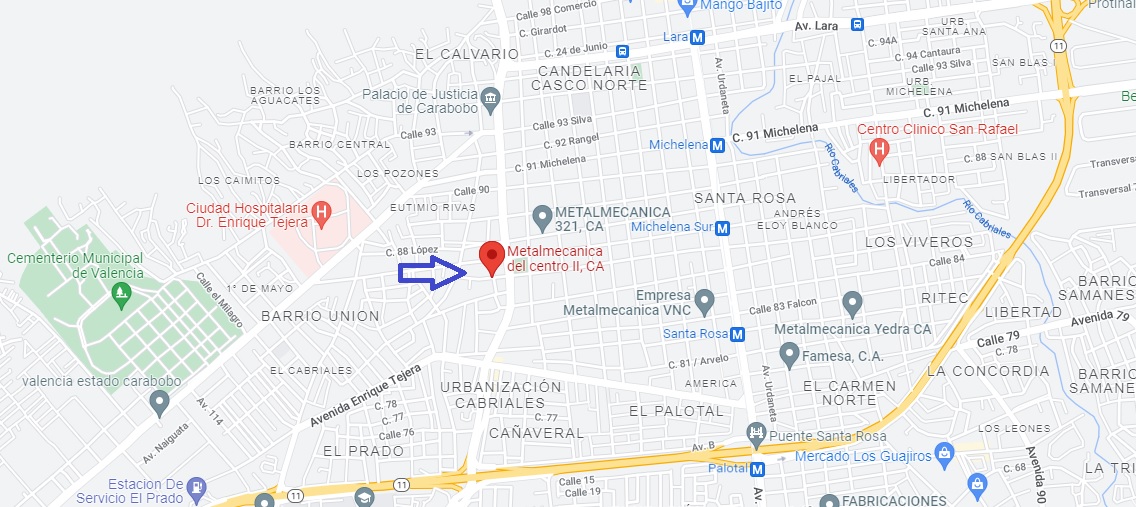 Calle 98 Comercio
Mango Bajito
Protinal
C. Girardot
Av. Lara
URB.
SANTA ANA
Lara M
C. 24 de Junio
C. 94A
11
EL CALVARIO
C. 94 Cantaura
Calle 93 Silva
SAN BLAS
CANDELARIA
CASCO NORTE
EL PAJAL
URB.
MICHELENA
Av. Urdaneta
BARRIO LOS
AGUACATES
Palacio de Justicia
de Carabobo
C. 91 Michelena
Be
Calle 93
Calle 93 Silva
C. 91 Michelena
Centro Clinico San Rafael
H
C. 92 Rangel
BARRIO CENTRAL
Michelena M
C. 91 Michelena
C. 88 SAN BLAS II
Transversal
LOS CAIMITOS
LOS POZONES
Río Cabriales
LIBERTADOR
Calle 90
Transversal 7
SANTA ROSA
Ciudad Hospitalaria
Dr. Enrique Tejera
H
EUTIMIO RIVAS
METALMECANICA
321, CA
ANDRÉS
ELOY BLANCO
Río Cabriales
Michelena Sur M
LOS VIVEROS
C. 88 López
Metalmecanica
del centro II, CA
Calle 84
Cementerio Municipal
de Valencia
Calle el Milagro
1° DE MAYO
BARRIO
SAMANES
Empresa
Metalmecanica VNC
RITEC
Calle 83 Falcon
LIBERTAD
BARRIO UNION
Metalmecanica Yedra CA
Avenida 79
Santa Rosa M
Calle 79
C. 78
Famesa, C.A.
C. 81 / Arvelo
EL CABRIALES
LA CONCORDIA
BARRIO
SAMANE
valencia estado carabobo
AMERICA
Av. Urdaneta
EL CARMEN
NORTE
URBANIZACIÓN
CABRIALES
Avenida Enrique Tejera
Av. 114
C. 78
C. 77
C. 77
EL PALOTAL
Calle 76
CAÑAVERAL
Puente Santa Rosa
LOS LEONES
Av. Naiguata
EL PRADO
Av. B
Mercado Los Guajiros
Palotal M
C. 68
LA TRI
Avenida 90
Estacion De
Servicio El Prado
11
11
Calle 15
Calle 19
Av.
FABRICACIONES